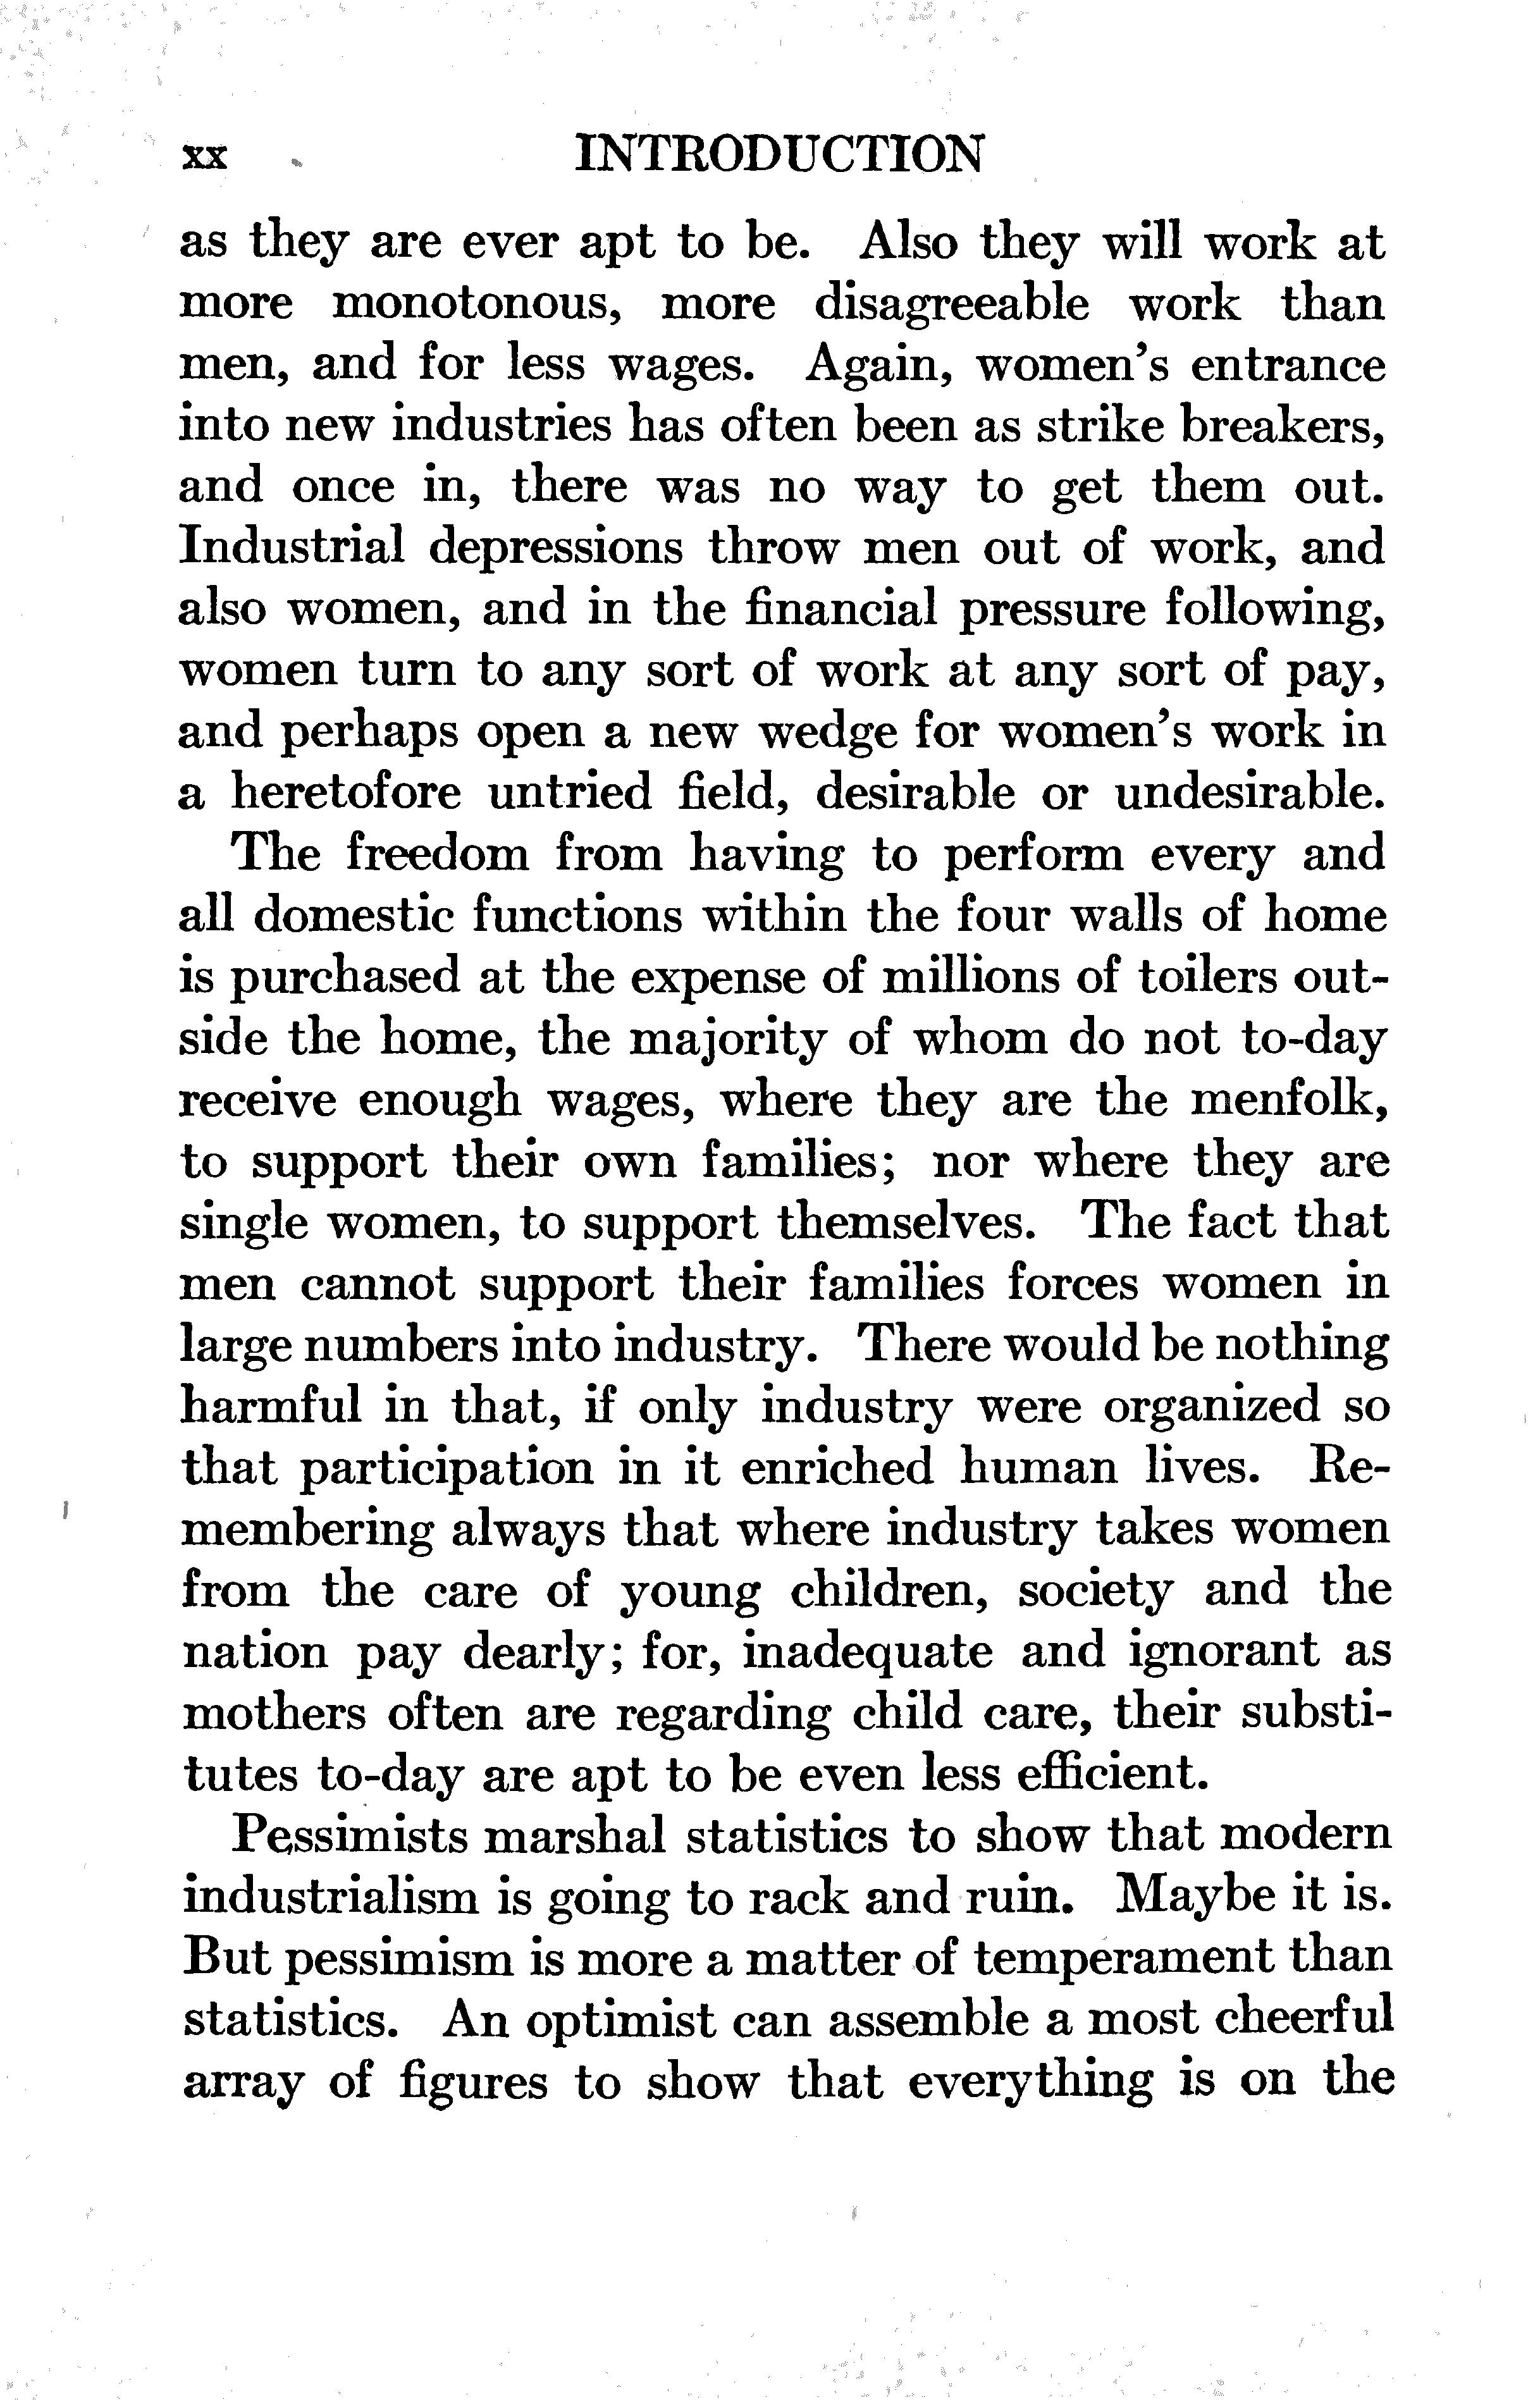 xx INTRODUCTION
as they are ever apt to be. Also they will work at
more monotonous, more disagreeable work than
men, and for less wages. Again, women's entrance
into new industries has often been as strike breakers,
and once in, there was no way to get them out.
Industrial depressions throw men out of work, and
also women, and in the financial pressure following,
women turn to any sort of work at any sort of pay,
and perhaps open a new wedge for women's work in
a heretofore untried field, desirable or undesirable.
The freedom from having to perform every and
all domestic functions within the four walls of home
is purchased at the expense of millions of toilers out-
side the home, the majority of whom do not to-day
receive enough wages, where they are the menfolk,
to support their own families; nor where they are
single women, to support themselves. The fact that
men cannot support their families forces women in
large numbers into industry. There would be nothing
harmful in that, if only industry were organized so
that participation in it enriched human lives. Re-
membering always that where industry takes women
from the care of young children, society and the
nation pay dearly; for, inadequate and ignorant as
mothers often are regarding child care, their substi-
tutes to-day are apt to be even less efficient.
Pessimists marshal statistics to show that modern
industrialism is going to rack and ruin. Maybe it is.
But pessimism is more a matter of temperament than
statistics. An optimist can assemble a most cheerful
array of figures to show that everything is on the